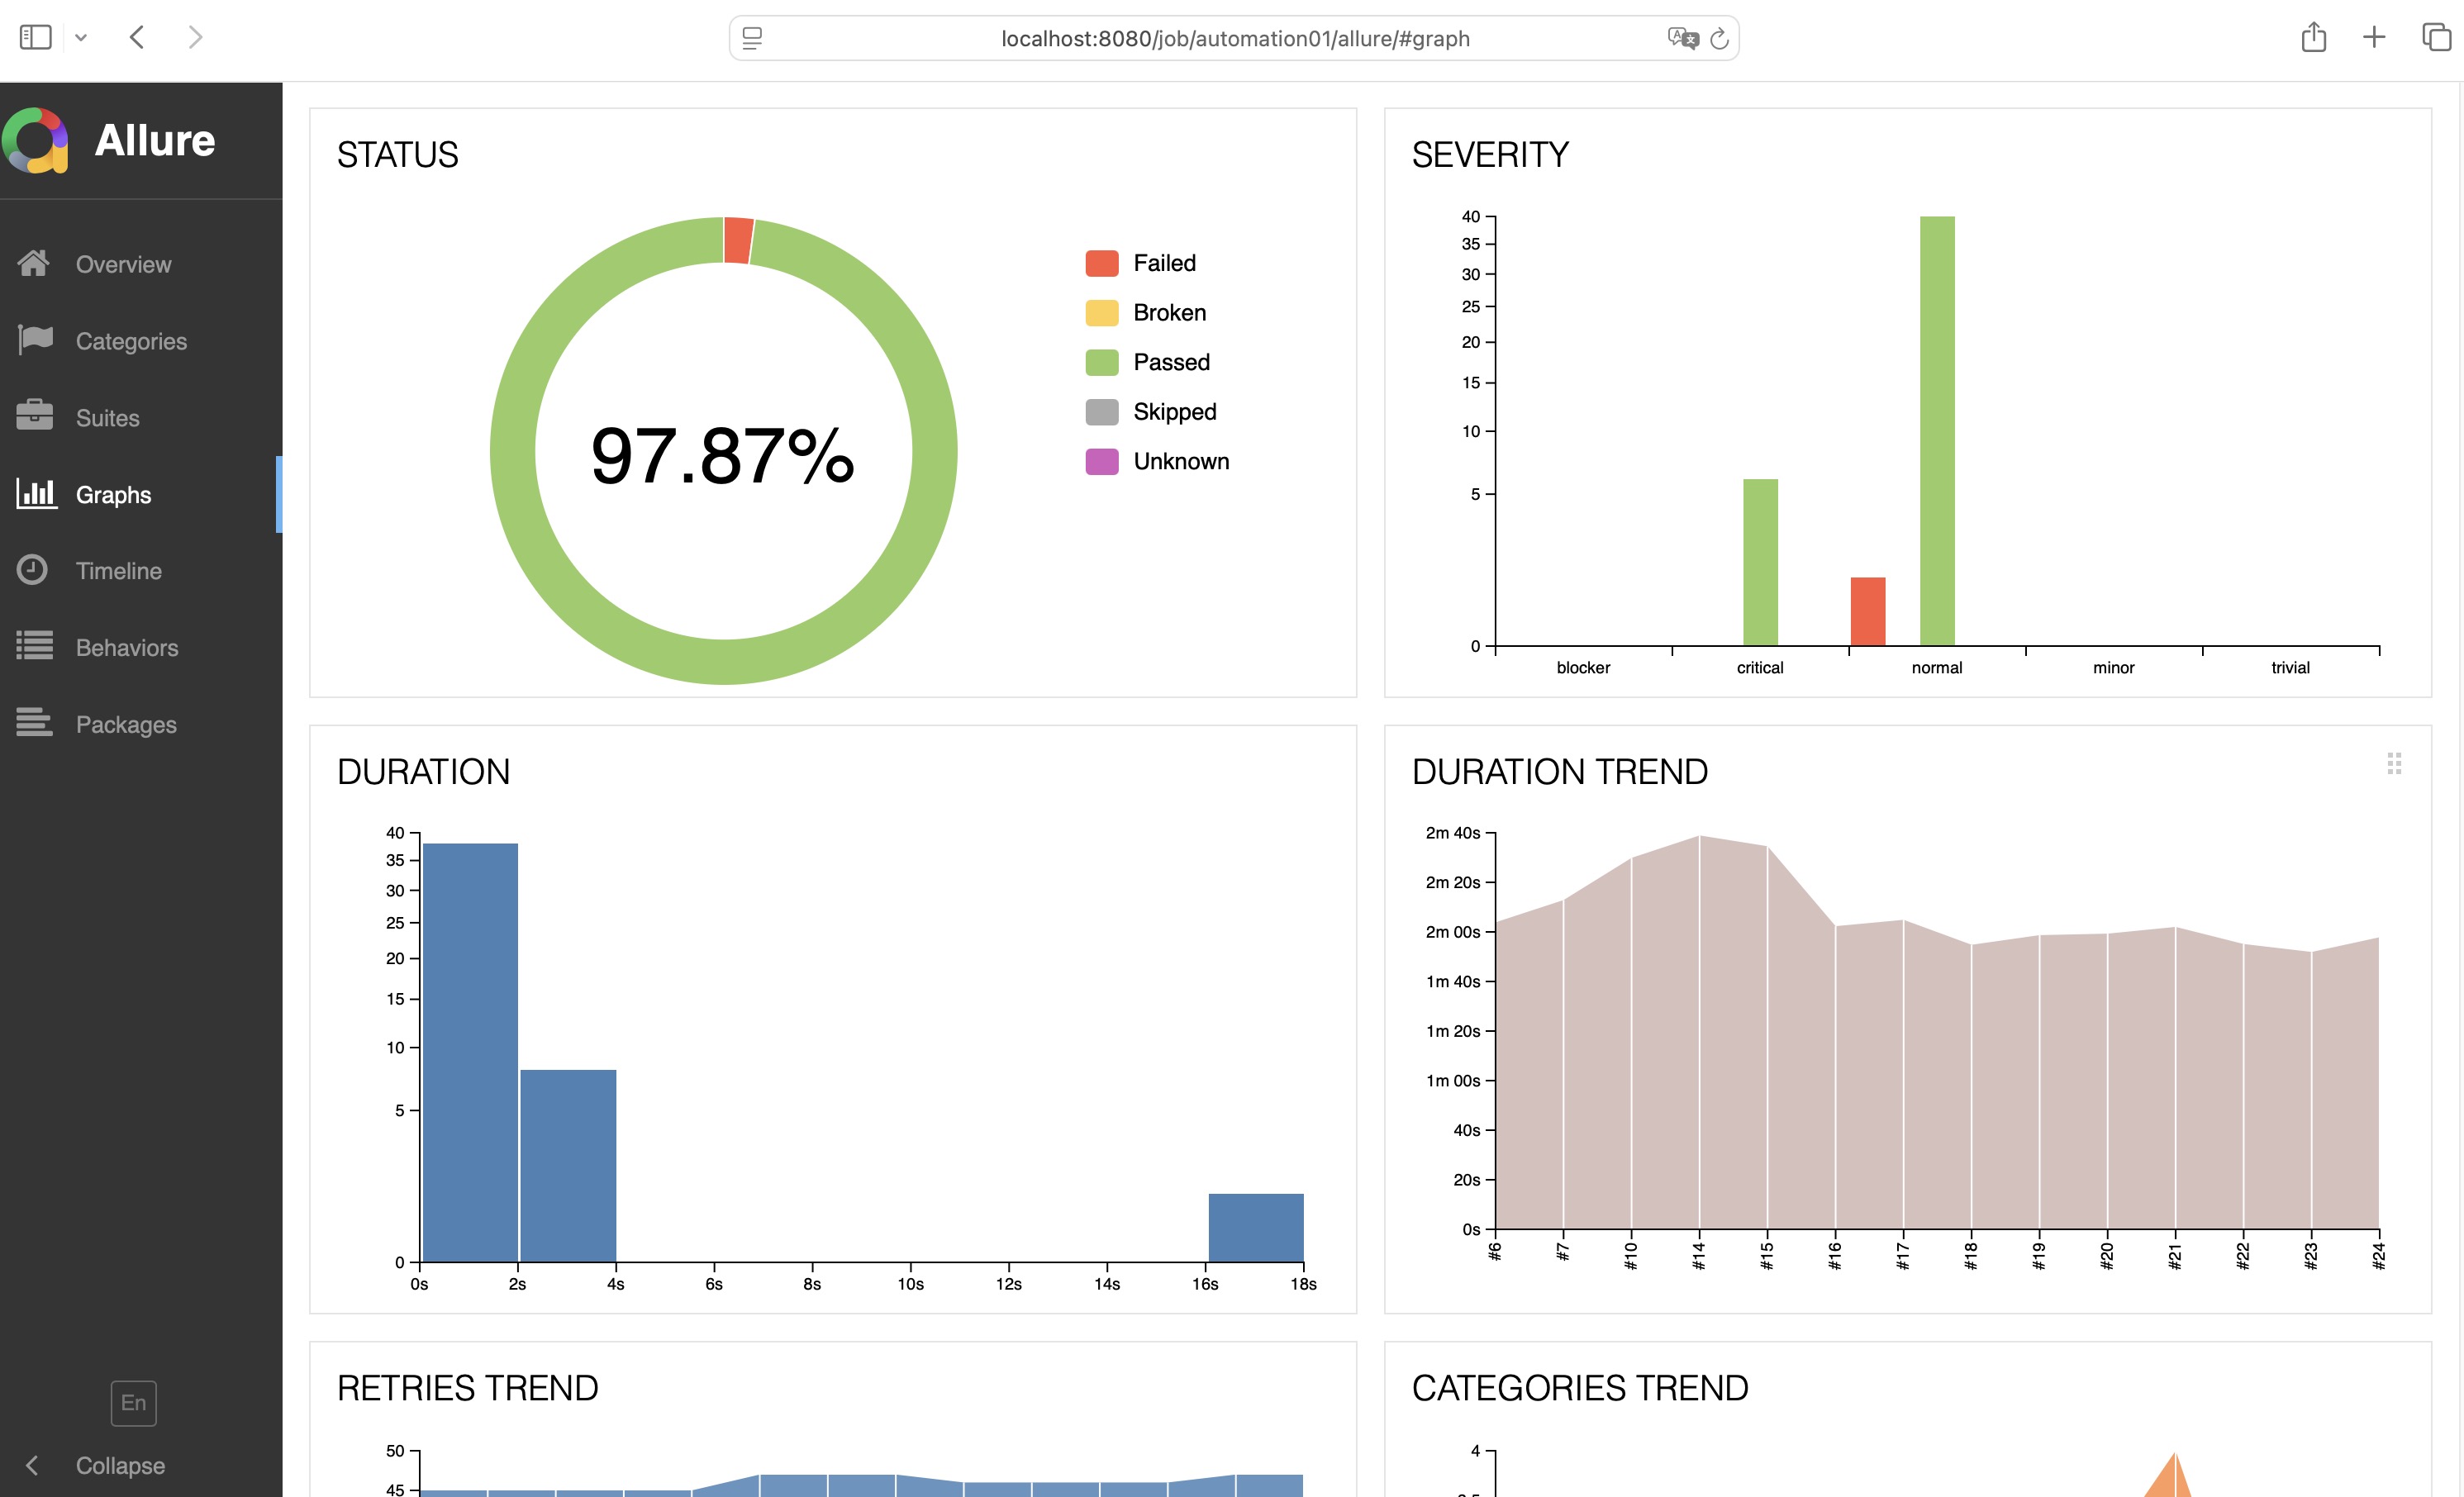 localhost:8080/job/automation01/allure/#graph
Allure
Overview
Categories
Suites
Graphs
Timeline
Behaviors
Packages
En
Collapse
STATUS
97.87%
Failed
Broken
Passed
Skipped
Unknown
SEVERITY
40
35
30
25
20
15
10
5
0
blocker critical normal minor trivial
DURATION
40
35
30
25
20
15
10
5
0
0s 2s 4s 6s 8s 10s 12s 14s 16s 18s
DURATION TREND
2m 40s
2m 20s
2m 00s
1m 40s
1m 20s
1m 00s
40s
20s
0s
#6 #7 #10 #14 #15 #16 #17 #18 #19 #20 #21 #22 #23 #24
RETRIES TREND
50
45
CATEGORIES TREND
4